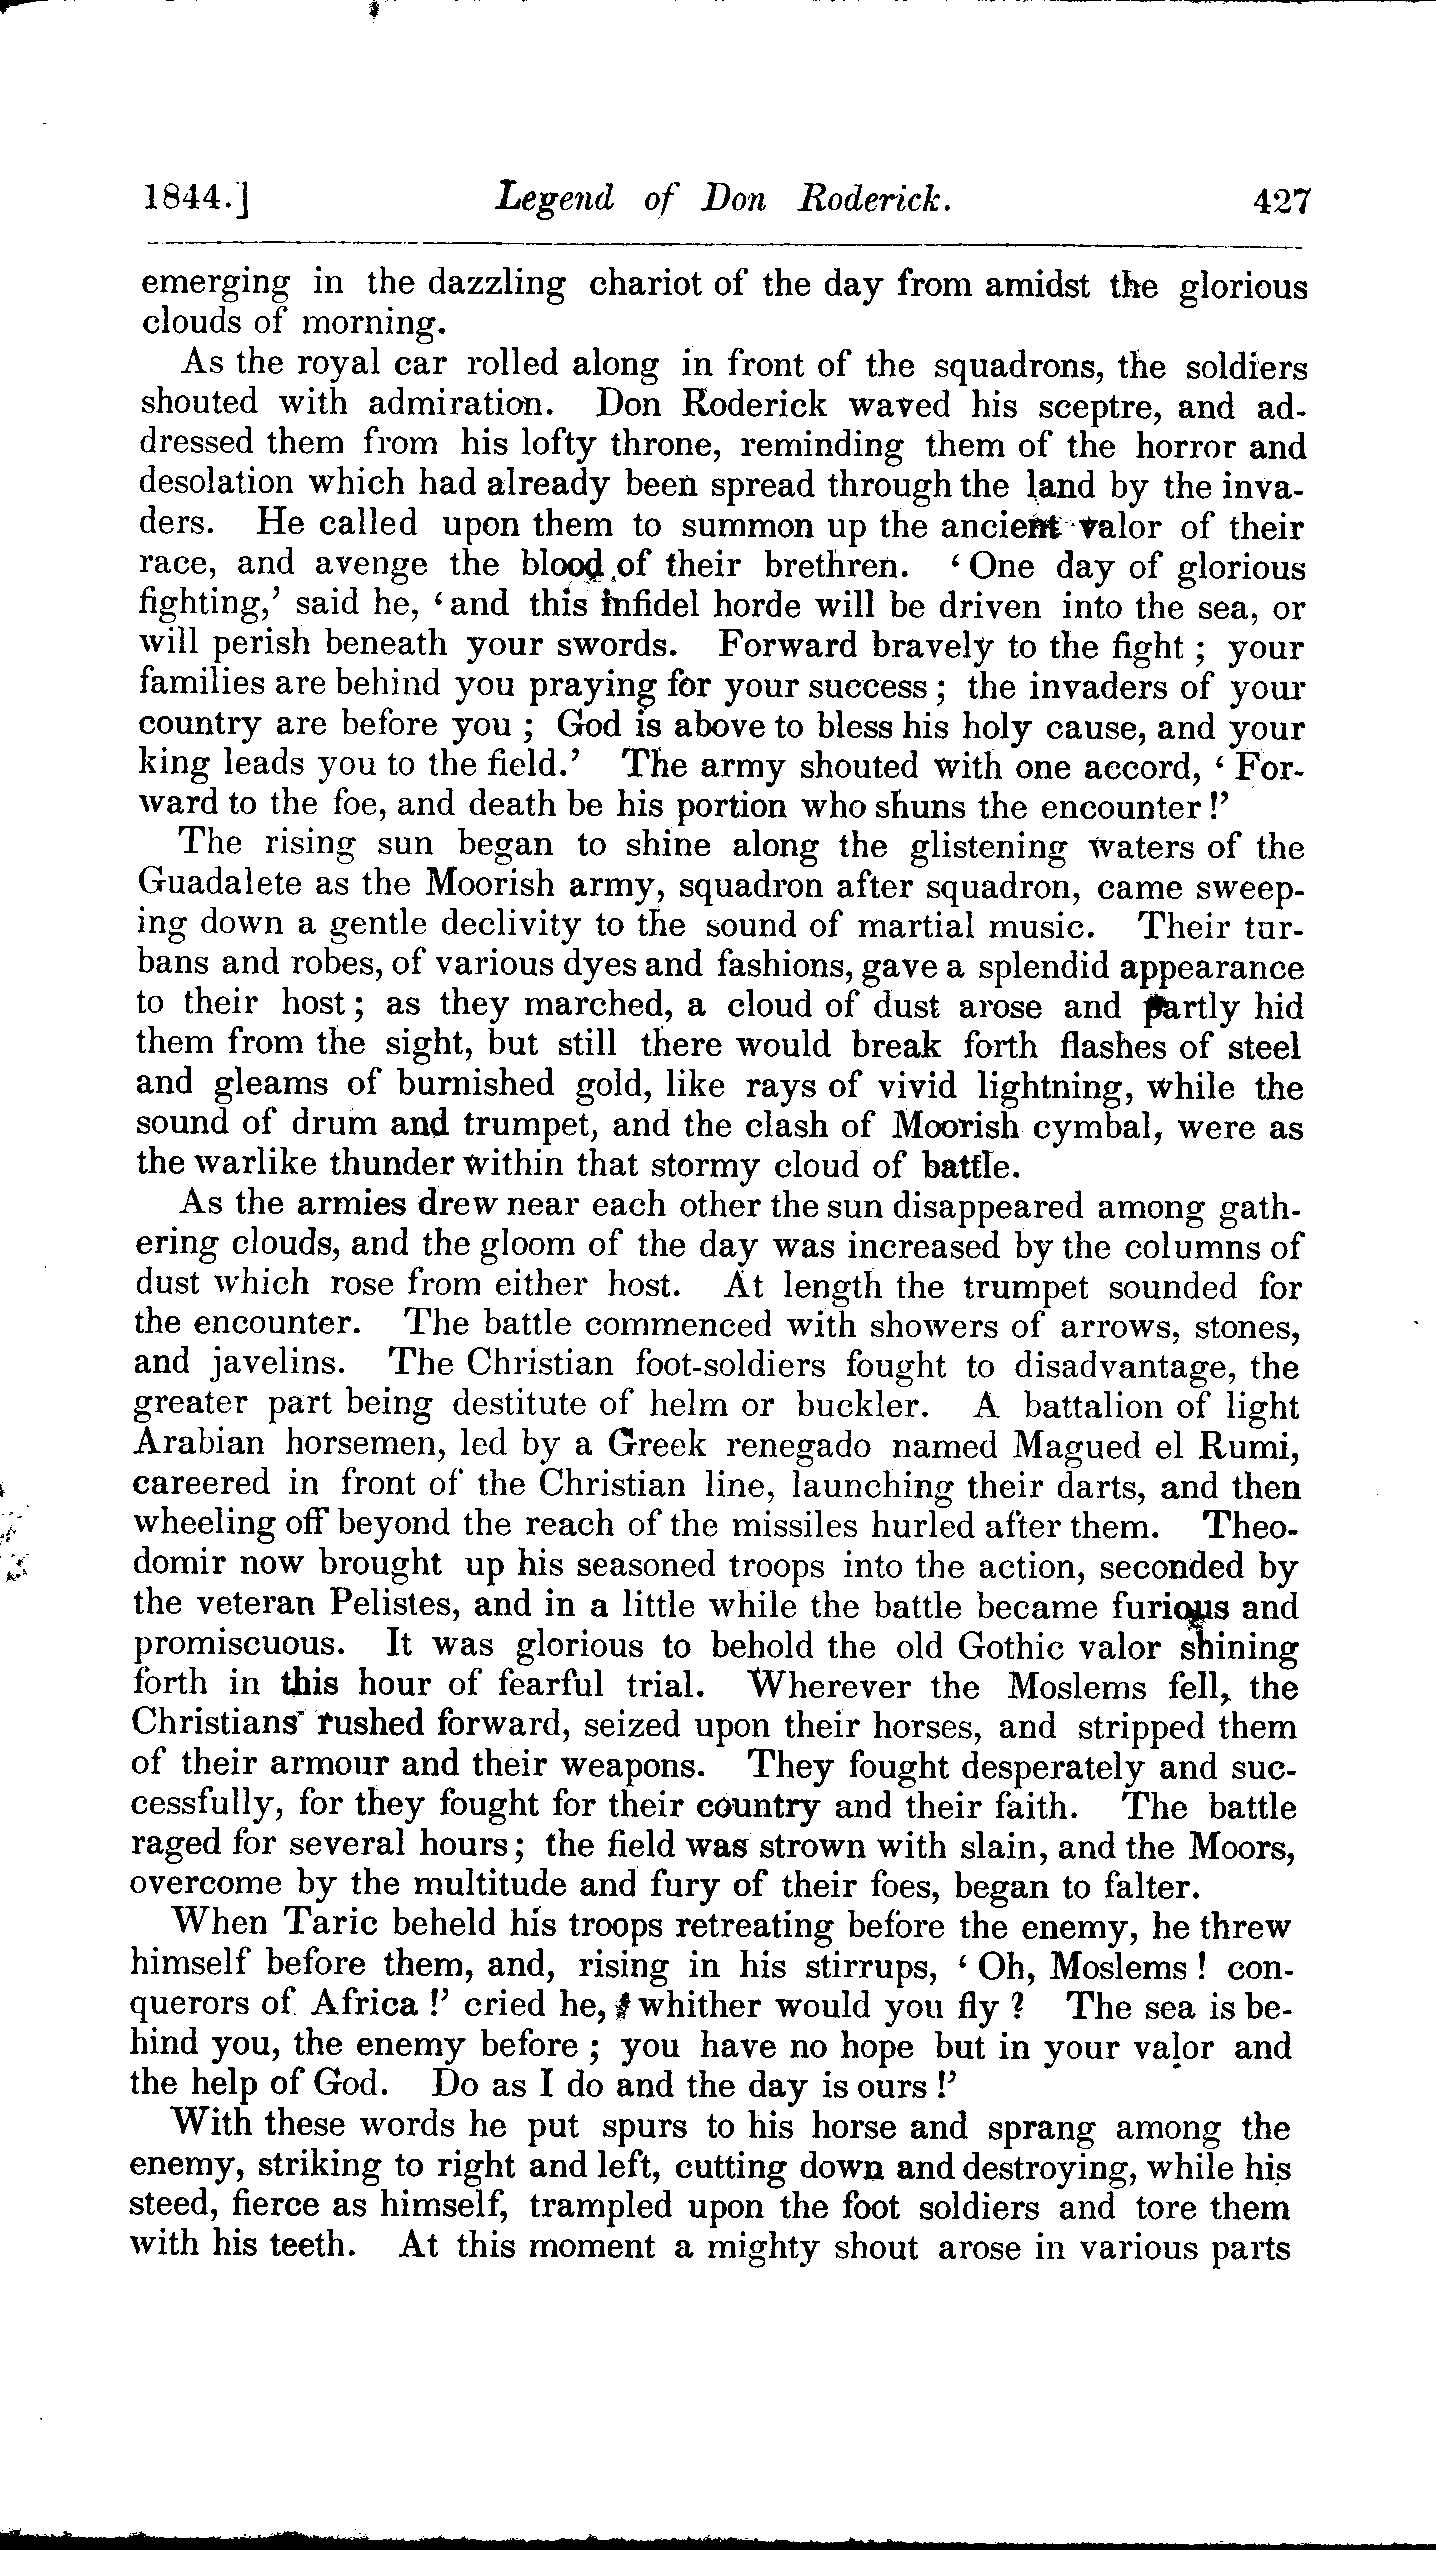 1844.] Legend of Don Roderick. 427
emerging in the dazzling chariot of the day from amidst the glorious
clouds of morning.
As the royal car rolled along in front of the squadrons, the soldiers
shouted with admiration. Don Roderick waved his sceptre, and ad-
dressed them from his lofty throne, reminding them of the horror and
desolation which had already been spread through the land by the inva-
ders. He called upon them to summon up the ancient valor of their
race, and avenge the blood of their brethren. ‘One day of glorious
fighting,’ said he, ‘and this infidel horde will be driven into the sea, or
will perish beneath your swords. Forward bravely to the fight; your
families are behind you praying for your success; the invaders of your
country are before you; God is above to bless his holy cause, and your
king leads you to the field.’ The army shouted with one accord, ‘For-
ward to the foe, and death be his portion who shuns the encounter!’
The rising sun began to shine along the glistening waters of the
Guadalete as the Moorish army, squadron after squadron, came sweep-
ing down a gentle declivity to the sound of martial music. Their tur-
bans and robes, of various dyes and fashions, gave a splendid appearance
to their host; as they marched, a cloud of dust arose and partly hid
them from the sight, but still there would break forth flashes of steel
and gleams of burnished gold, like rays of vivid lightning, while the
sound of drum and trumpet, and the clash of Moorish cymbal, were as
the warlike thunder within that stormy cloud of battle.
As the armies drew near each other the sun disappeared among gath-
ering clouds, and the gloom of the day was increased by the columns of
dust which rose from either host. At length the trumpet sounded for
the encounter. The battle commenced with showers of arrows, stones,
and javelins. The Christian foot-soldiers fought to disadvantage, the
greater part being destitute of helm or buckler. A battalion of light
Arabian horsemen, led by a Greek renegado named Magued el Rumi,
careered in front of the Christian line, launching their darts, and then
wheeling off beyond the reach of the missiles hurled after them. Theo-
domir now brought up his seasoned troops into the action, seconded by
the veteran Pelistes, and in a little while the battle became furious and
promiscuous. It was glorious to behold the old Gothic valor shining
forth in this hour of fearful trial. Wherever the Moslems fell, the
Christians rushed forward, seized upon their horses, and stripped them
of their armour and their weapons. They fought desperately and suc-
cessfully, for they fought for their country and their faith. The battle
raged for several hours; the field was strown with slain, and the Moors,
overcome by the multitude and fury of their foes, began to falter.
When Taric beheld his troops retreating before the enemy, he threw
himself before them, and, rising in his stirrups, ‘Oh, Moslems! con-
querors of Africa!’ cried he, ‘whither would you fly? The sea is be-
hind you, the enemy before; you have no hope but in your valor and
the help of God. Do as I do and the day is ours!’
With these words he put spurs to his horse and sprang among the
enemy, striking to right and left, cutting down and destroying, while his
steed, fierce as himself, trampled upon the foot soldiers and tore them
with his teeth. At this moment a mighty shout arose in various parts